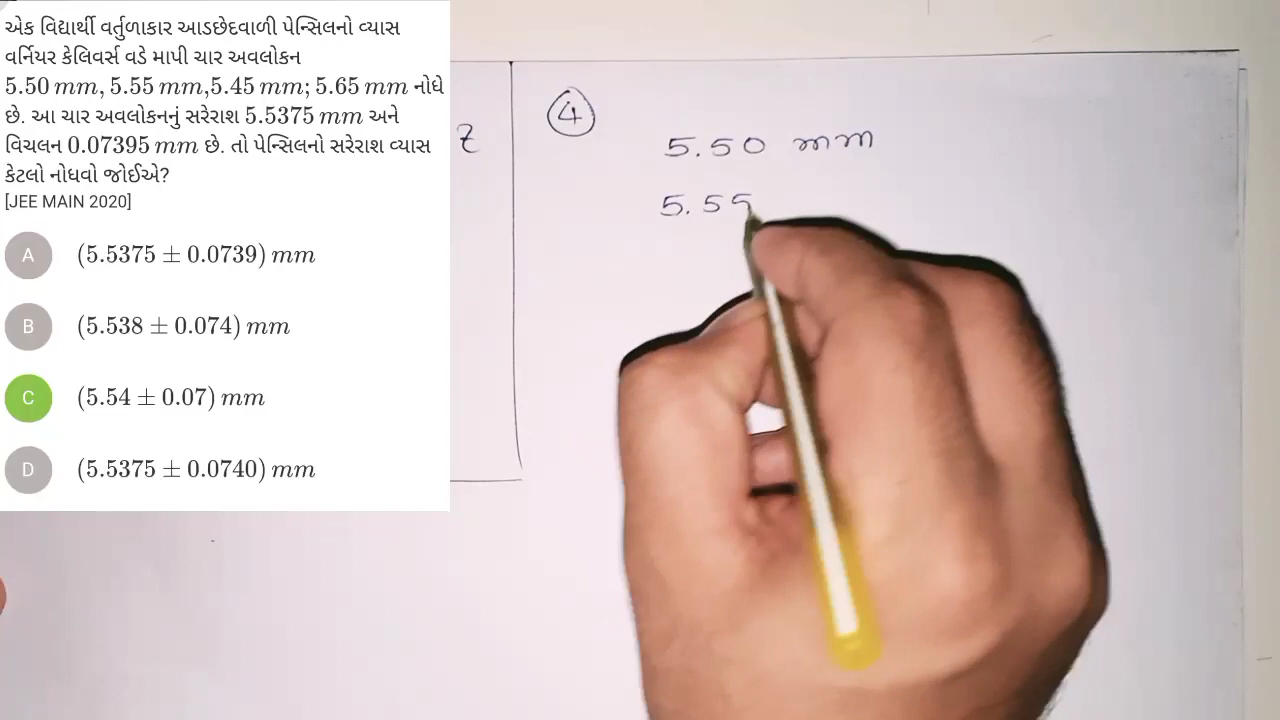 એક વિદ્યાર્થી વર્તુળાકાર આડછેદવાળી પેન્સિલનો વ્યાસ
વર્નિયર કેલિવર્સ વડે માપી ચાર અવલોકન
5.50 mm, 5.55 mm,5.45 mm; 5.65 mm નોધે
છે. આ ચાર અવલોકનનું સરેરાશ 5.5375 mm અને
વિચલન 0.07395 mm છે. તો પેન્સિલનો સરેરાશ વ્યાસ
કેટલો નોધવો જોઈએ?
[JEE MAIN 2020]
A (5.5375 ± 0.0739) mm
B (5.538 ± 0.074) mm
C (5.54 ± 0.07) mm
D (5.5375 ± 0.0740) mm
z
4
5.50 mm
5.55